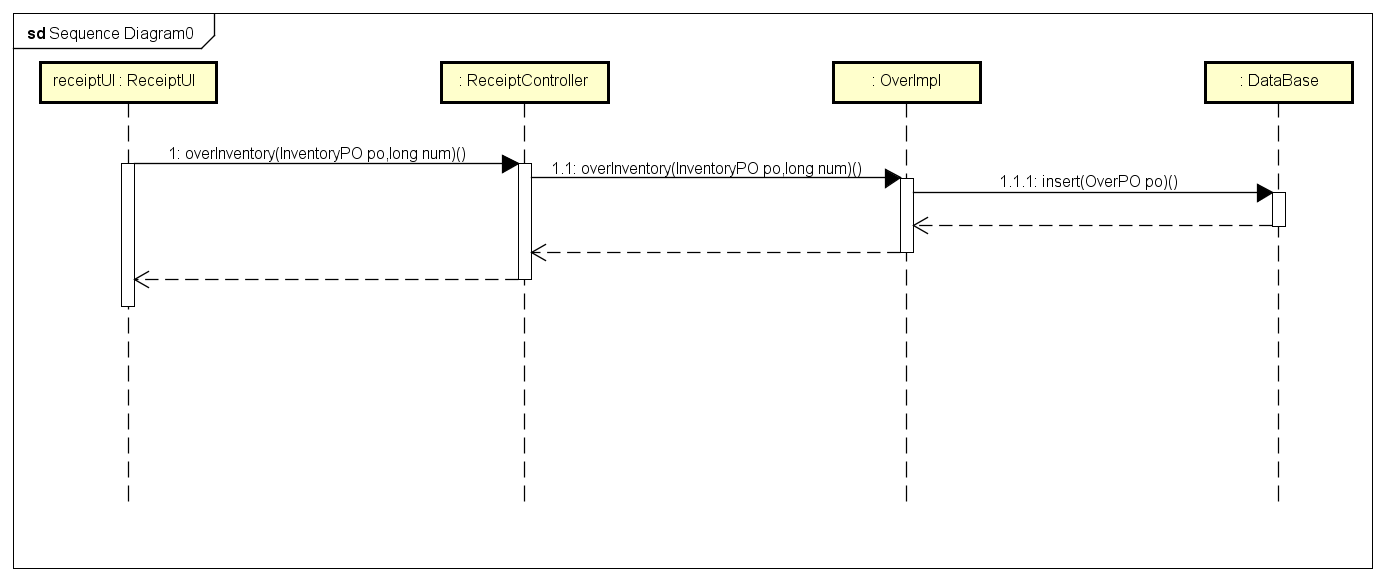 sd Sequence Diagram0
receiptUI : ReceiptUI
: ReceiptController
: OverImpl
: DataBase
1: overInventory(InventoryPO po,long num)()
1.1: overInventory(InventoryPO po,long num)()
1.1.1: insert(OverPO po)()